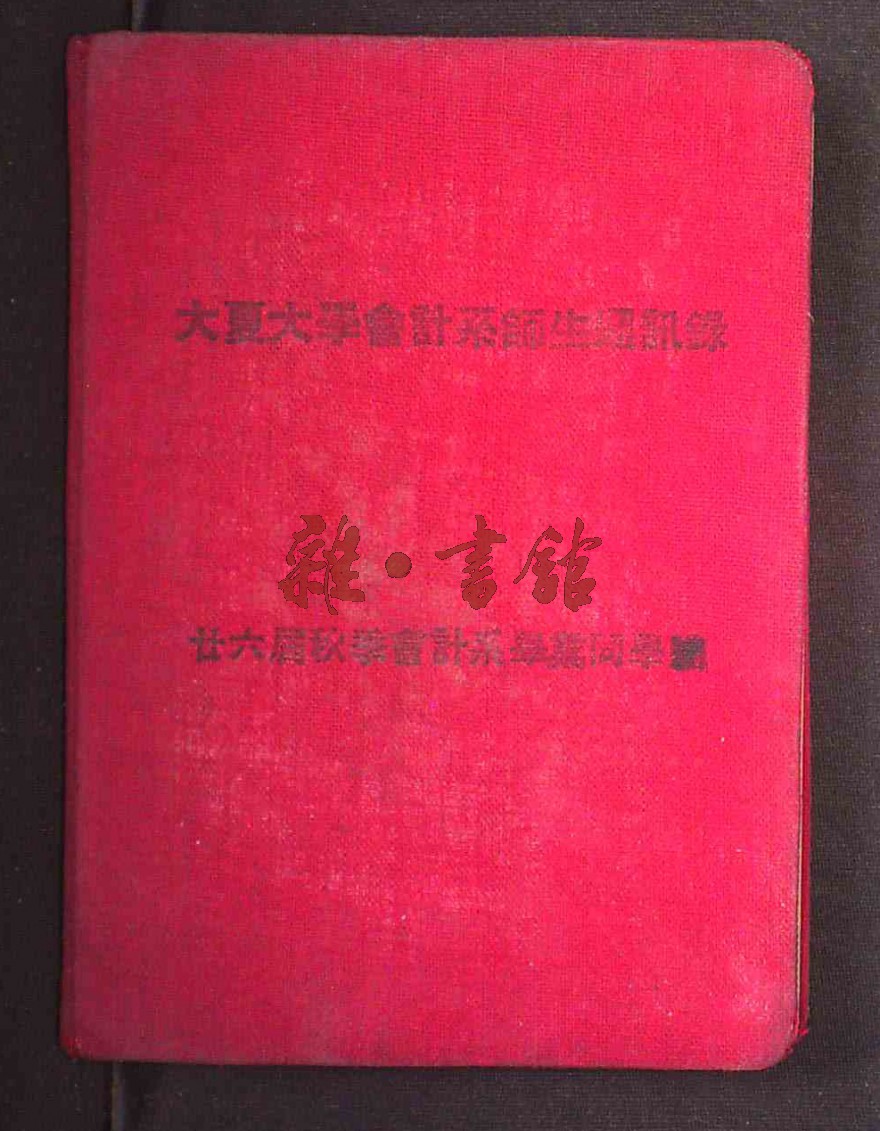 大夏大學會計系師生通訊錄
雜·書館
廿六屆秋季會計系畢業同學